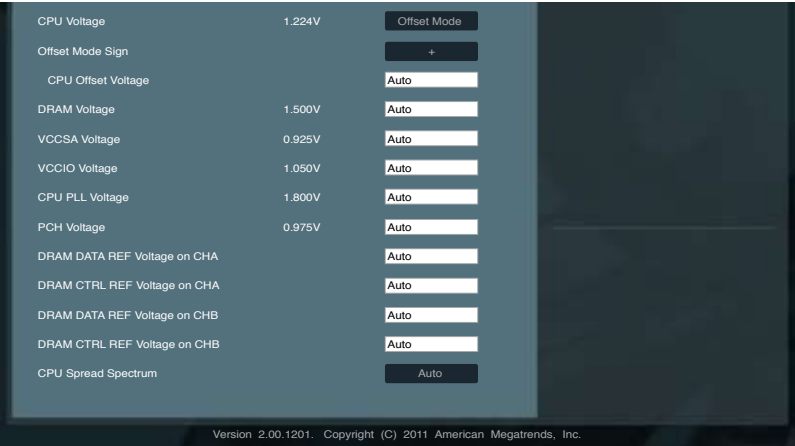 CPU Voltage 1.224V Offset Mode
Offset Mode Sign +
CPU Offset Voltage Auto
DRAM Voltage 1.500V Auto
VCCSA Voltage 0.925V Auto
VCCIO Voltage 1.050V Auto
CPU PLL Voltage 1.800V Auto
PCH Voltage 0.975V Auto
DRAM DATA REF Voltage on CHA Auto
DRAM CTRL REF Voltage on CHA Auto
DRAM DATA REF Voltage on CHB Auto
DRAM CTRL REF Voltage on CHB Auto
CPU Spread Spectrum Auto
Version 2.00.1201. Copyright (C) 2011 American Megatrends, Inc.